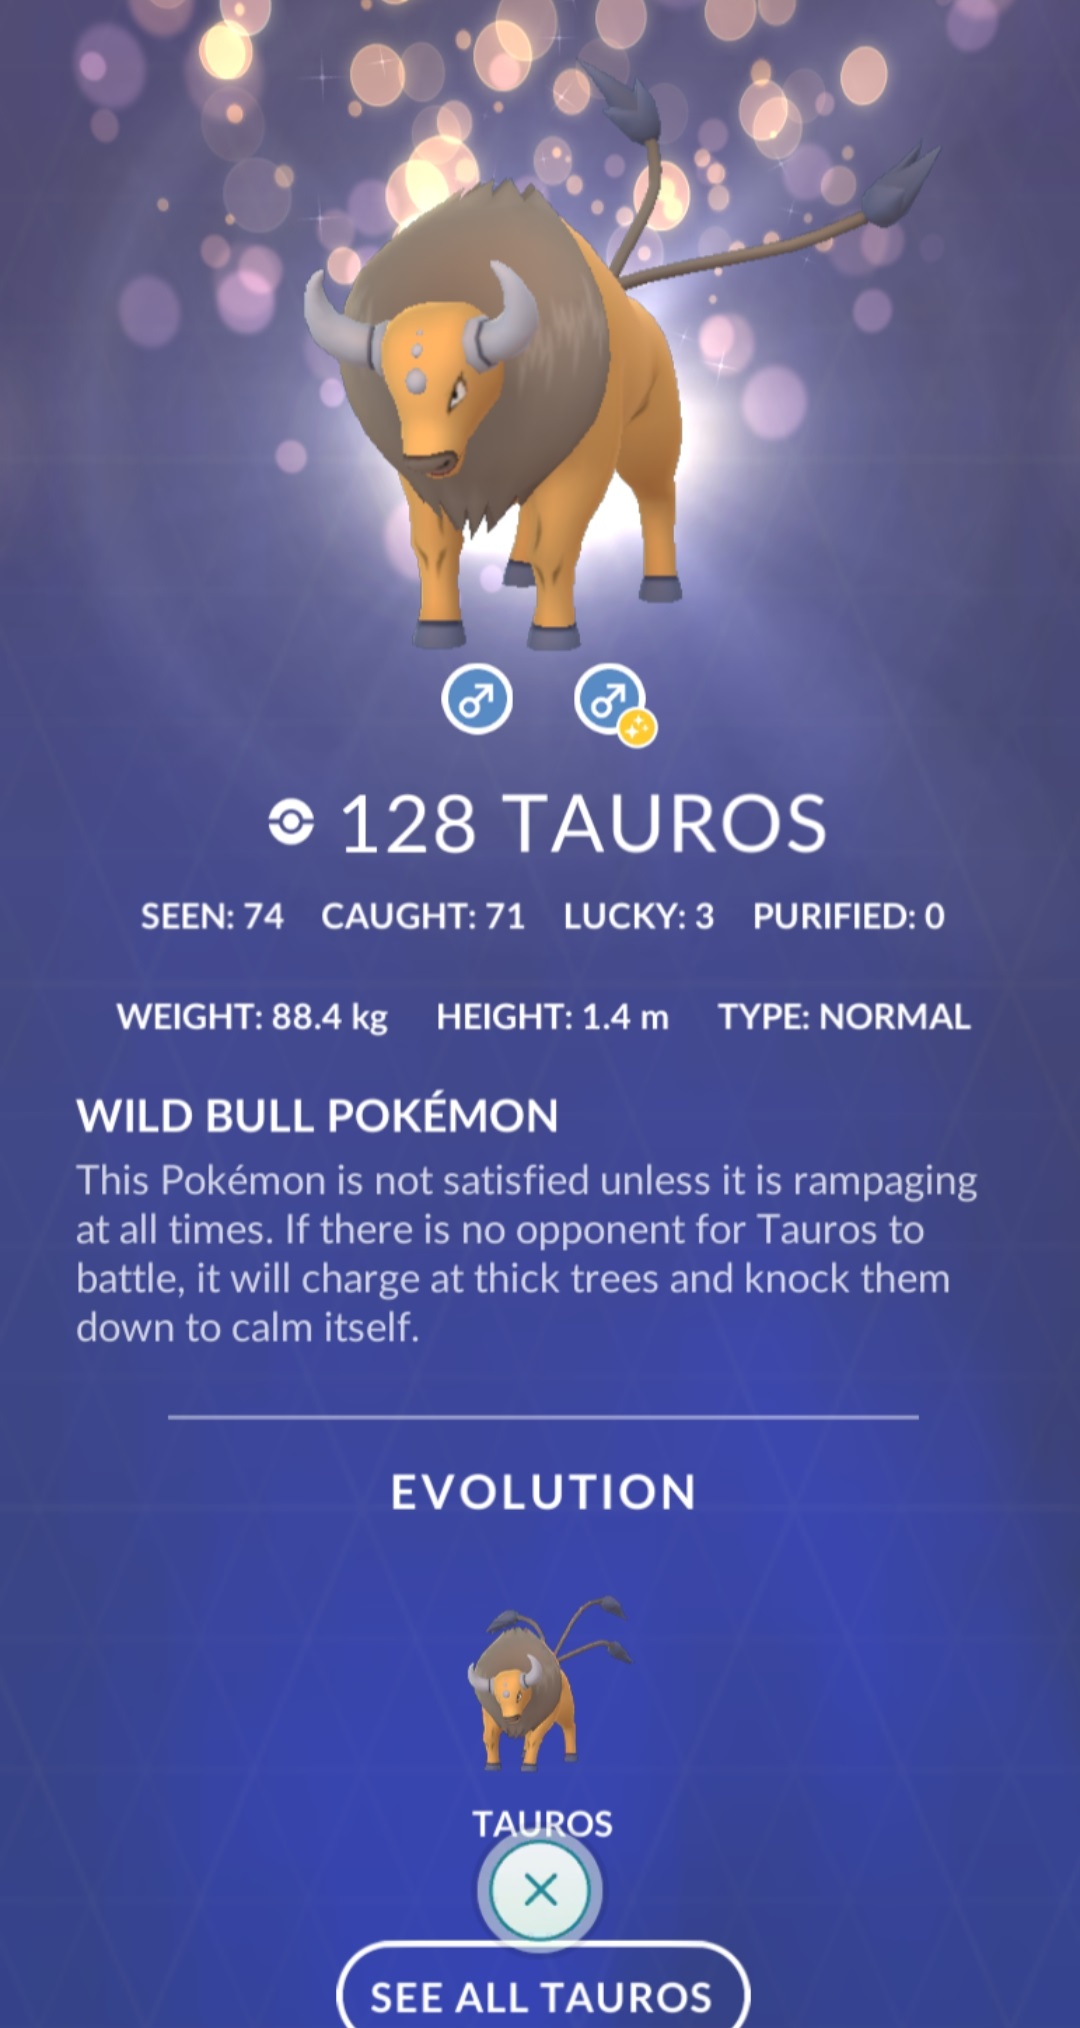 128 TAUROS
SEEN: 74 CAUGHT: 71 LUCKY: 3 PURIFIED: 0
WEIGHT: 88.4 kg HEIGHT: 1.4 m TYPE: NORMAL
WILD BULL POKÉMON
This Pokémon is not satisfied unless it is rampaging
at all times. If there is no opponent for Tauros to
battle, it will charge at thick trees and knock them
down to calm itself.
EVOLUTION
TAUROS
SEE ALL TAUROS